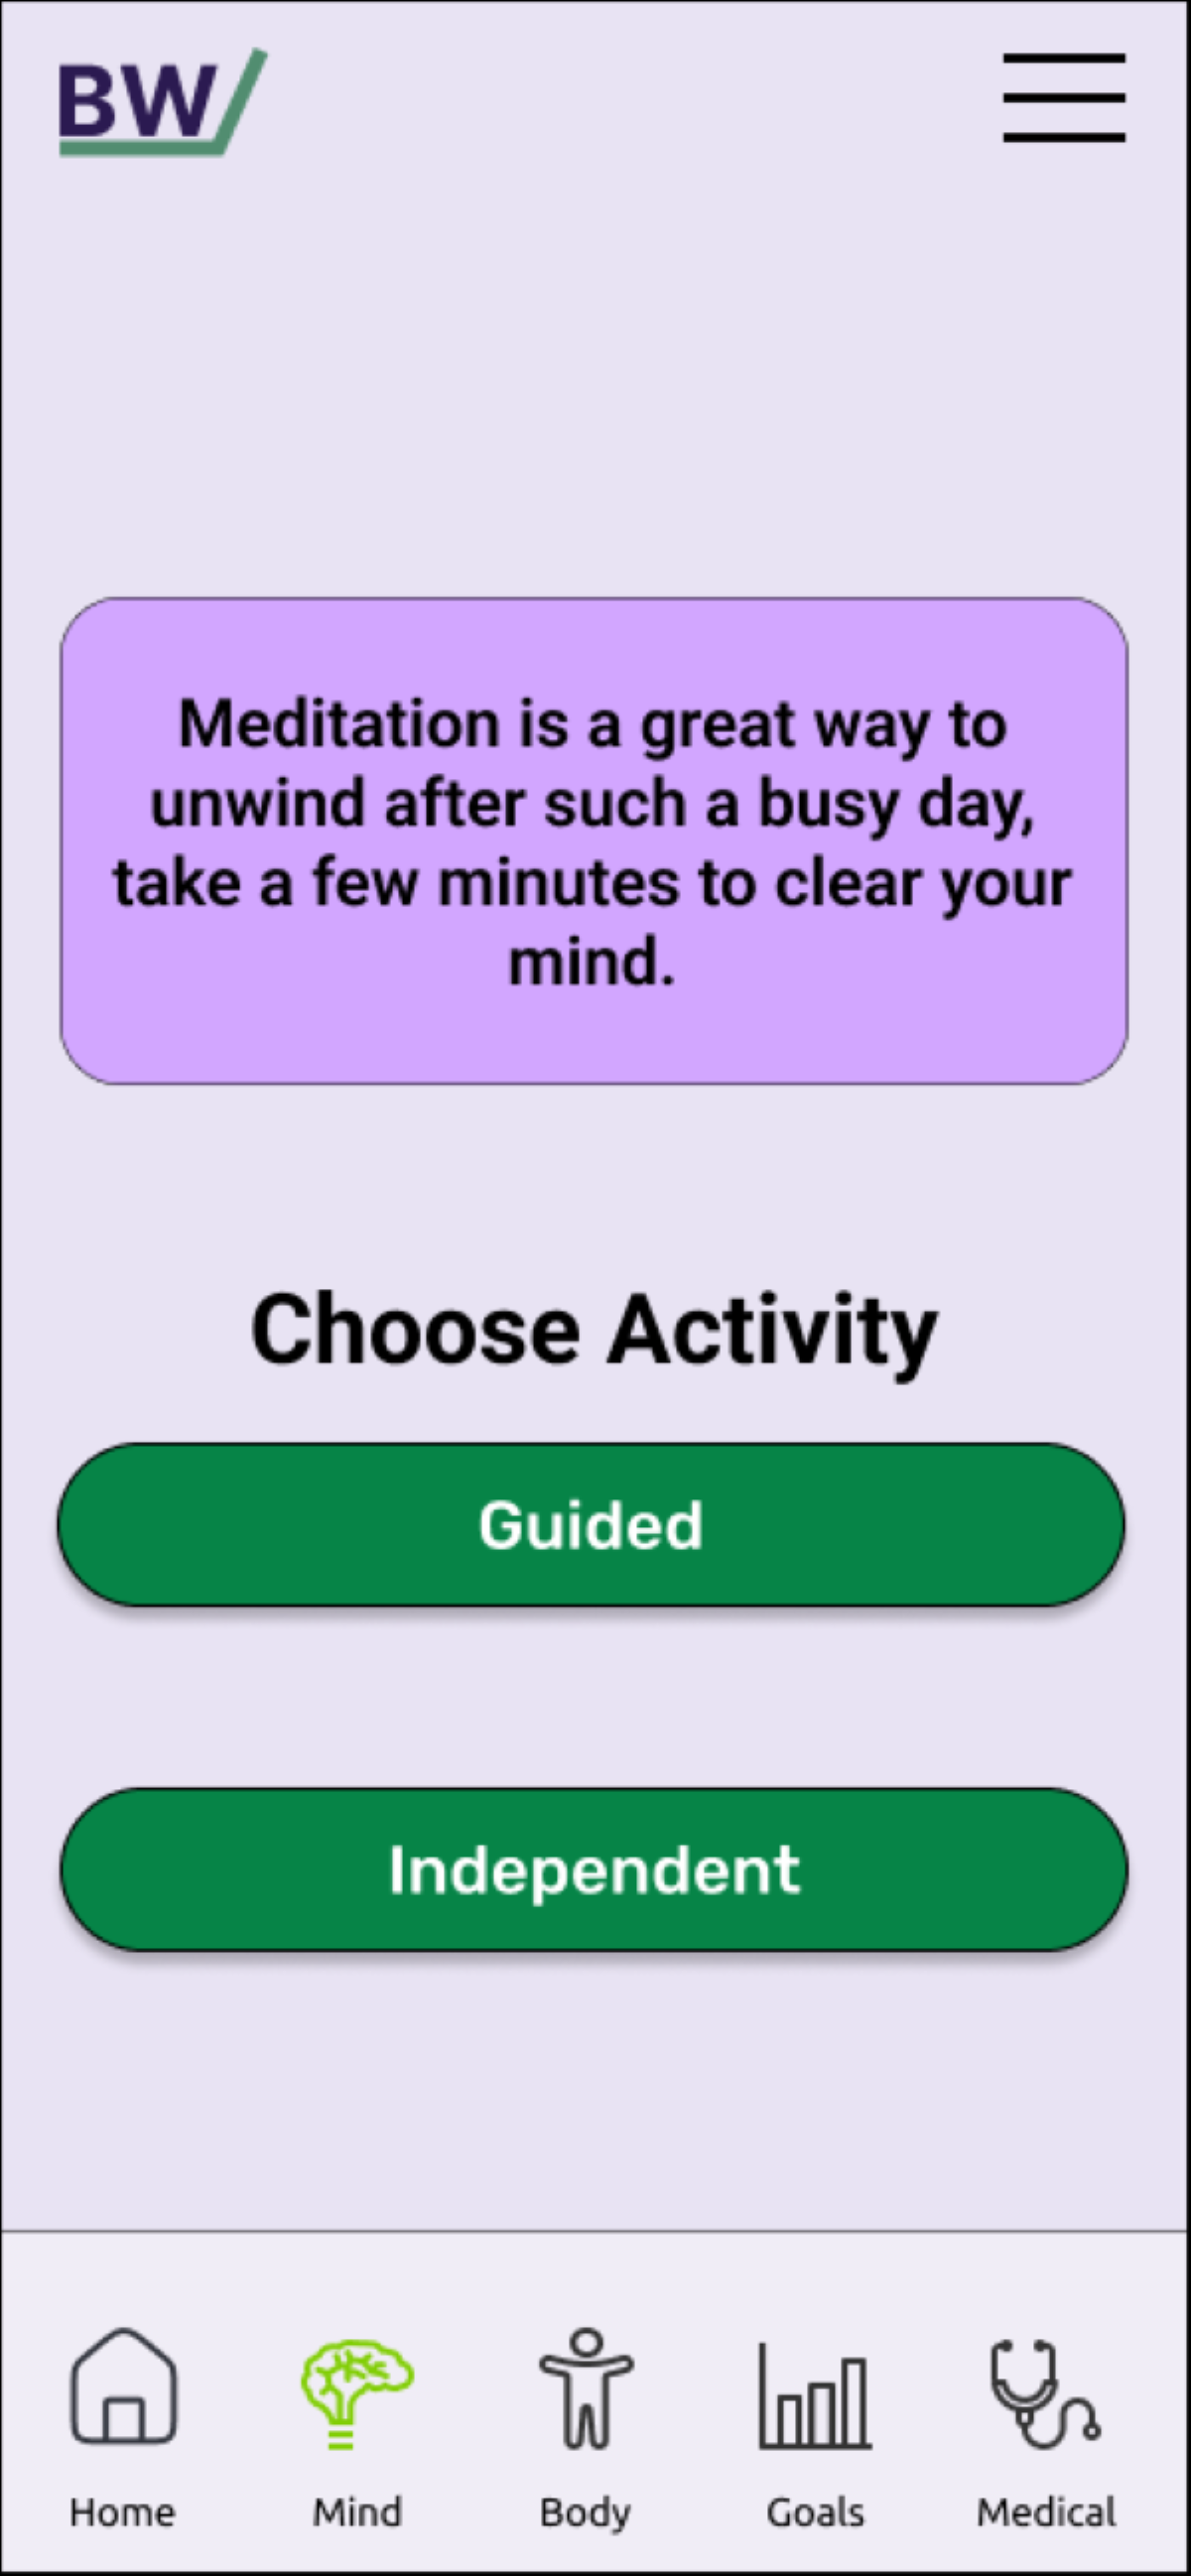 BW
Meditation is a great way to
unwind after such a busy day,
take a few minutes to clear your
mind.
Choose Activity
Guided
Independent
Home Mind Body Goals Medical